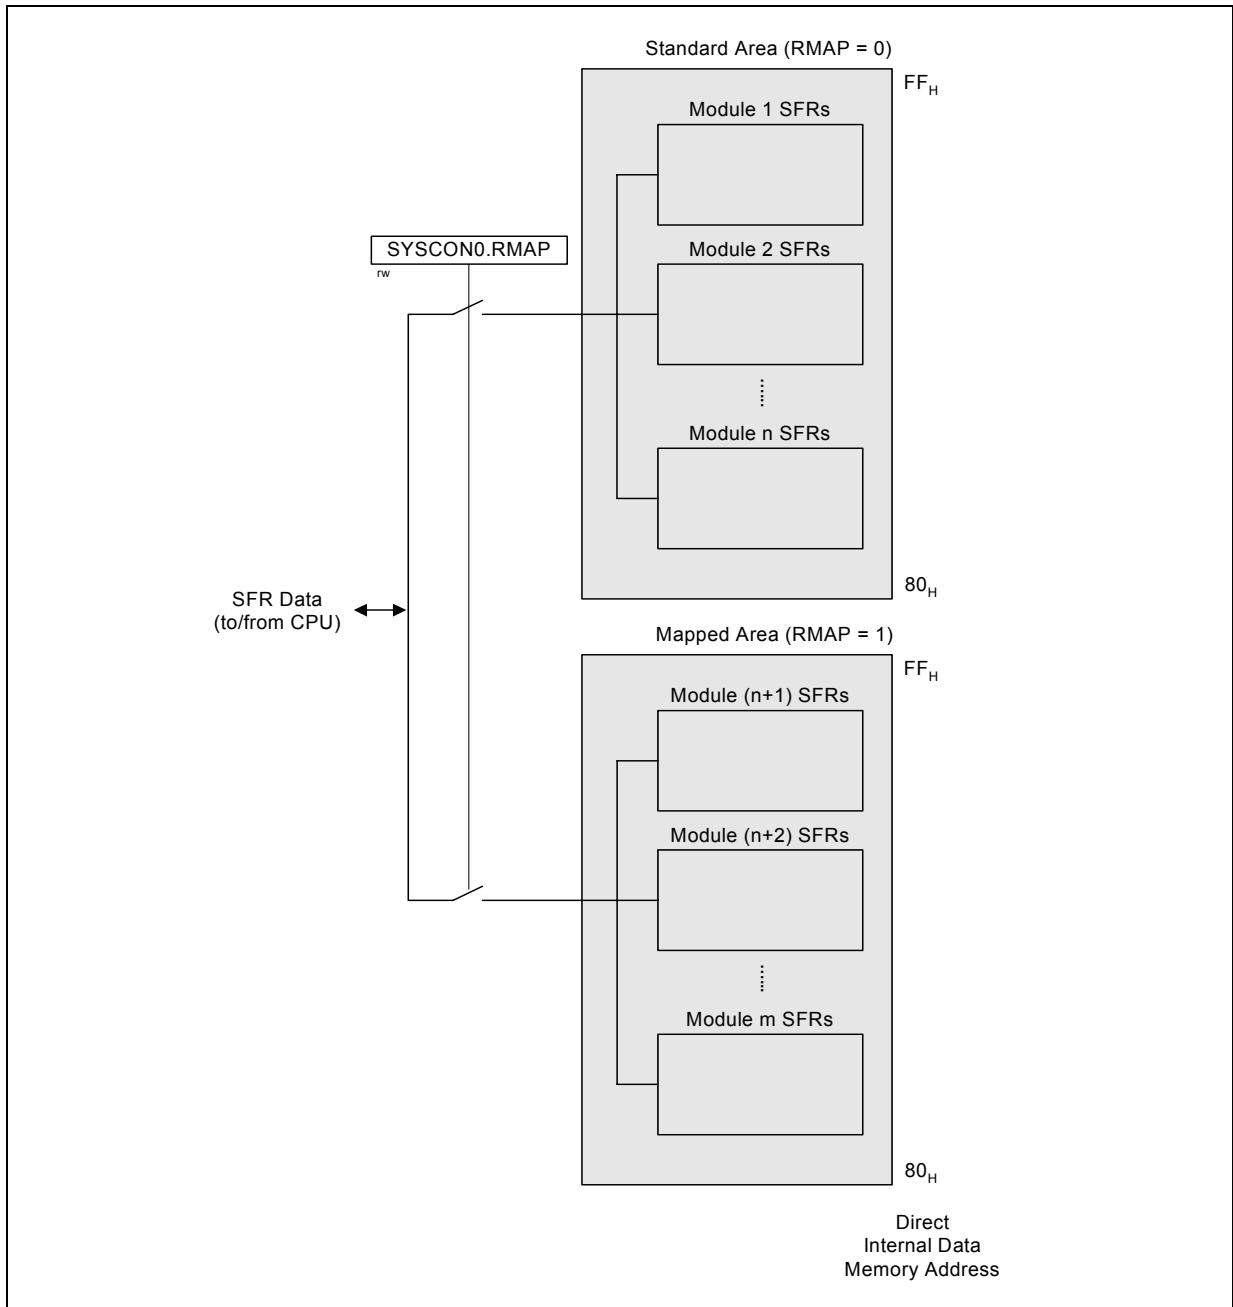 Standard Area (RMAP = 0)
FFH
Module 1 SFRs
SYSCON0.RMAP
rw
Module 2 SFRs
Module n SFRs
80H
SFR Data
(to/from CPU)
Mapped Area (RMAP = 1)
FFH
Module (n+1) SFRs
Module (n+2) SFRs
Module m SFRs
80H
Direct
Internal Data
Memory Address